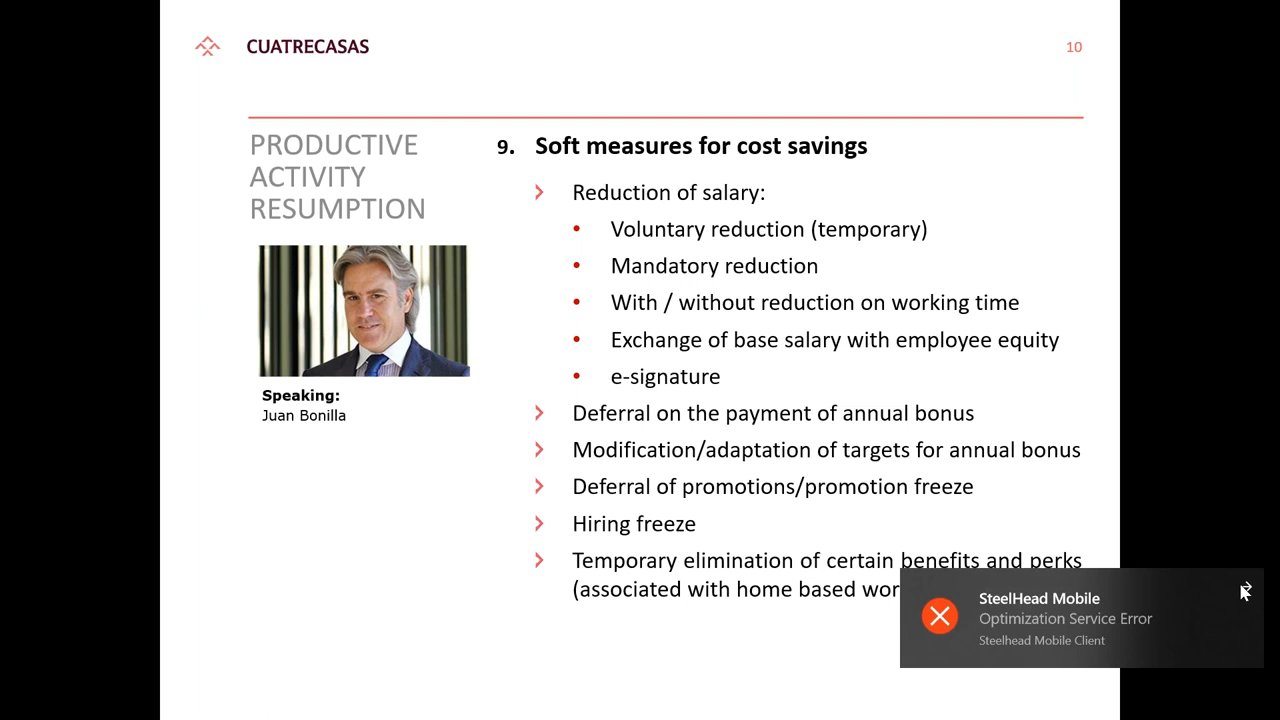 CUATRECASAS
10
PRODUCTIVE
ACTIVITY
RESUMPTION
Speaking:
Juan Bonilla
9. Soft measures for cost savings
Reduction of salary:
• Voluntary reduction (temporary)
• Mandatory reduction
• With / without reduction on working time
• Exchange of base salary with employee equity
• e-signature
Deferral on the payment of annual bonus
Modification/adaptation of targets for annual bonus
Deferral of promotions/promotion freeze
Hiring freeze
Temporary elimination of certain benefits and perks
(associated with home based
SteelHead Mobile
Optimization Service Error
Steelhead Mobile Client